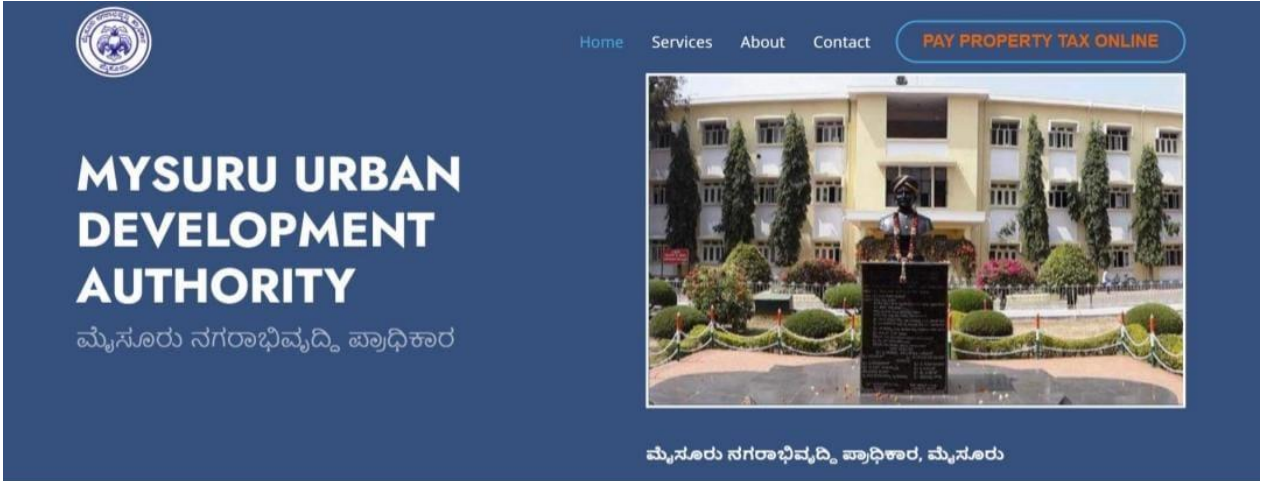 Home Services About Contact PAY PROPERTY TAX ONLINE
MYSURU URBAN
DEVELOPMENT
AUTHORITY
ಮೈಸೂರು ನಗರಾಭಿವೃದ್ಧಿ ಪ್ರಾಧಿಕಾರ
ಮೈಸೂರು ನಗರಾಭಿವೃದ್ಧಿ ಪ್ರಾಧಿಕಾರ, ಮೈಸೂರು